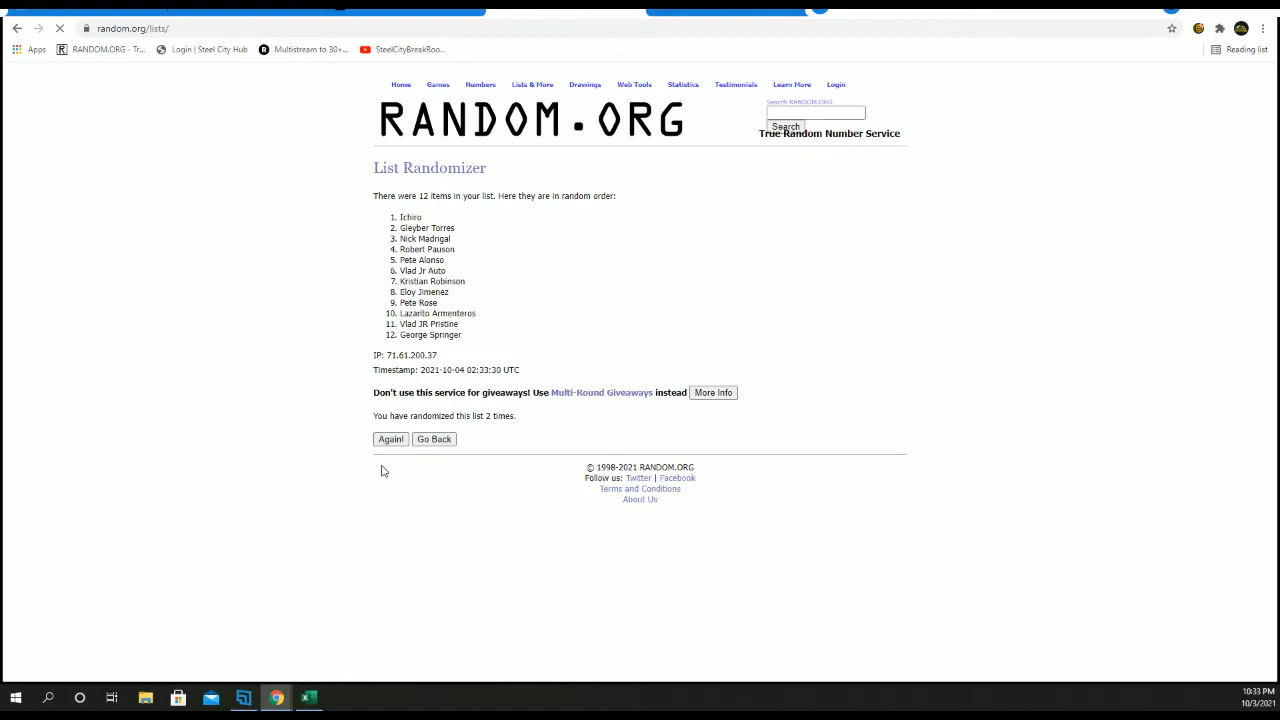 random.org/lists/
Apps
RANDOM.ORG - Tr...
Login | Steel City Hub
Multistream to 30+...
SteelCityBreakRoo...
Reading list
Home Games Numbers Lists & More Drawings Web Tools Statistics Testimonials Learn More Login
Search RANDOM.ORG
RANDOM.ORG
Search
True Random Number Service
List Randomizer
There were 12 items in your list. Here they are in random order:
1. Ichiro
2. Gleyber Torres
3. Nick Madrigal
4. Robert Pauson
5. Pete Alonso
6. Vlad Jr Auto
7. Kristian Robinson
8. Eloy Jimenez
9. Pete Rose
10. Lazarito Armenteros
11. Vlad JR Pristine
12. George Springer
IP: 71.61.200.37
Timestamp: 2021-10-04 02:33:30 UTC
Don't use this service for giveaways! Use Multi-Round Giveaways instead More Info
You have randomized this list 2 times.
Again! Go Back
© 1998-2021 RANDOM.ORG
Follow us: Twitter | Facebook
Terms and Conditions
About Us
10:33 PM
10/3/2021